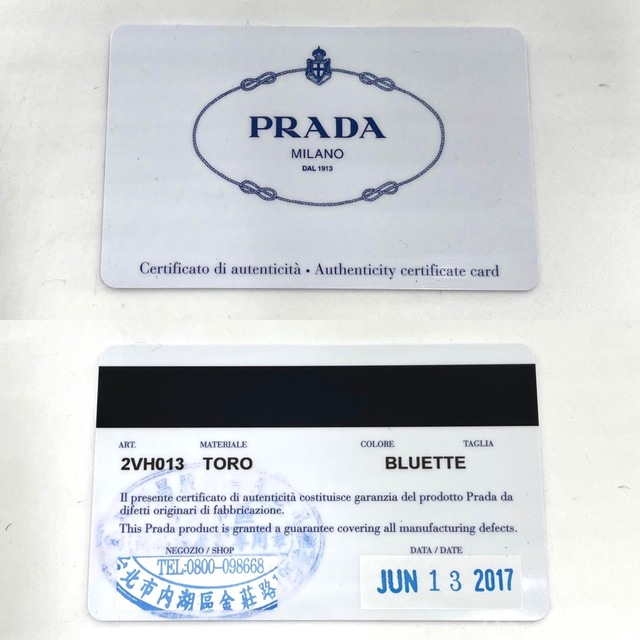 PRADA
MILANO
DAL 1913
Certificato di autenticità • Authenticity certificate card
ART. MATERIALE COLORE TAGLIA
2VH013 TORO BLUETTE
Il presente certificato di autenticità costituisce garanzia del prodotto Prada da
difetti originari di fabbricazione.
This Prada product is granted a guarantee covering all manufacturing defects.
NEGOZIO / SHOP DATA / DATE
TEL:0800-098668
JUN 13 2017
台北市內湖區金莊路